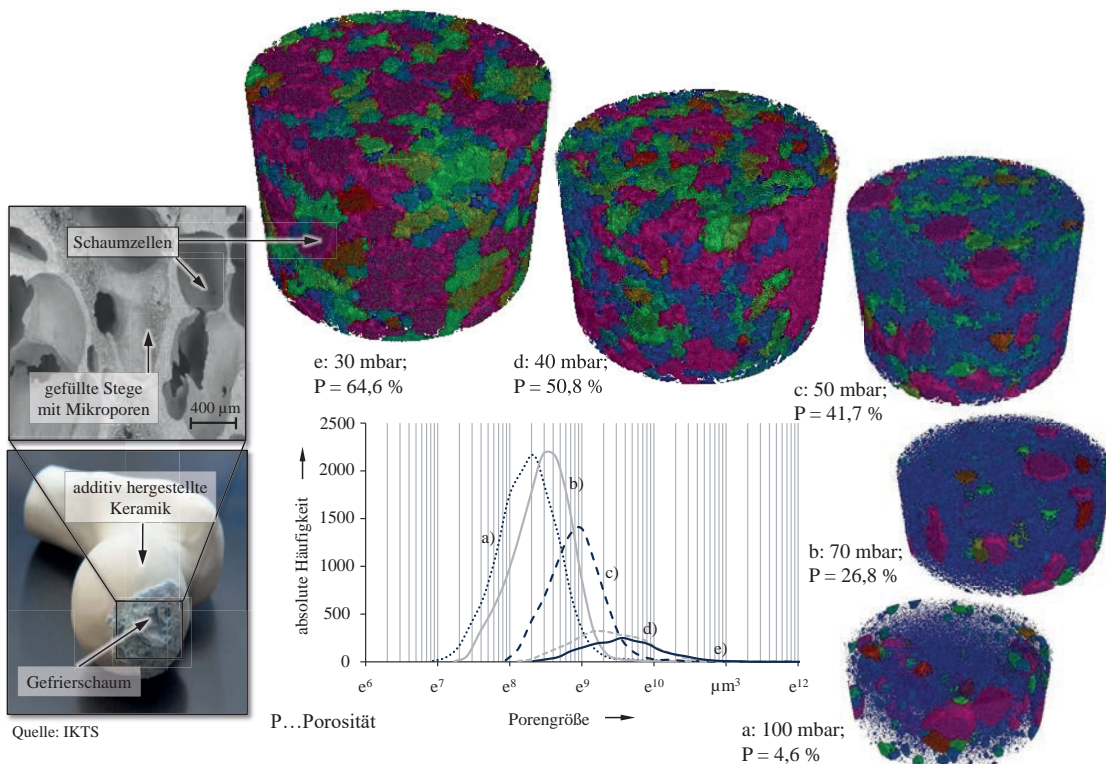 Schaumzellen
gefüllte Stege
mit Mikroporen
400 µm
additiv hergestellte
Keramik
Gefrierschaum
Quelle: IKTS
e: 30 mbar;
P = 64,6 %
d: 40 mbar;
P = 50,8 %
c: 50 mbar;
P = 41,7 %
b: 70 mbar;
P = 26,8 %
a: 100 mbar;
P = 4,6 %
absolute Häufigkeit
2500
2000
1500
1000
500
0
a)
b)
c)
d)
e)
e⁶
e⁷
e⁸
e⁹
e¹⁰
µm³
e¹²
Porengröße
P…Porosität